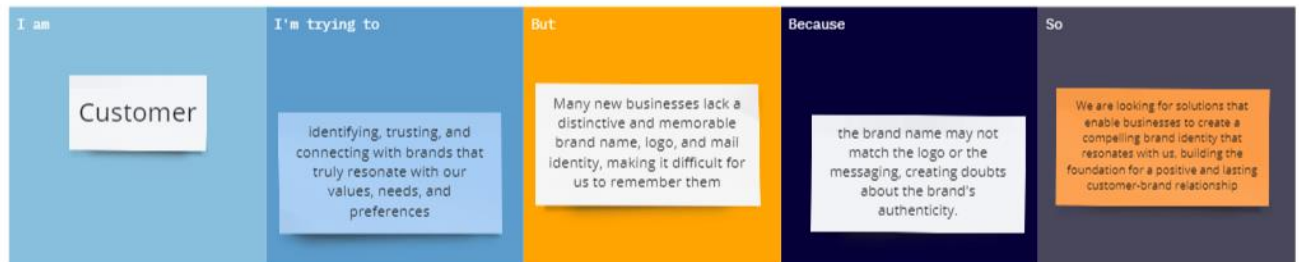 I am
Customer
I'm trying to
identifying, trusting, and
connecting with brands that
truly resonate with our
values, needs, and
preferences
But
Many new businesses lack a
distinctive and memorable
brand name, logo, and mail
identity, making it difficult for
us to remember them
Because
the brand name may not
match the logo or the
messaging, creating doubts
about the brand's
authenticity.
So
We are looking for solutions that
enable businesses to create a
compelling brand identity that
resonates with us, building the
foundation for a positive and lasting
customer-brand relationship